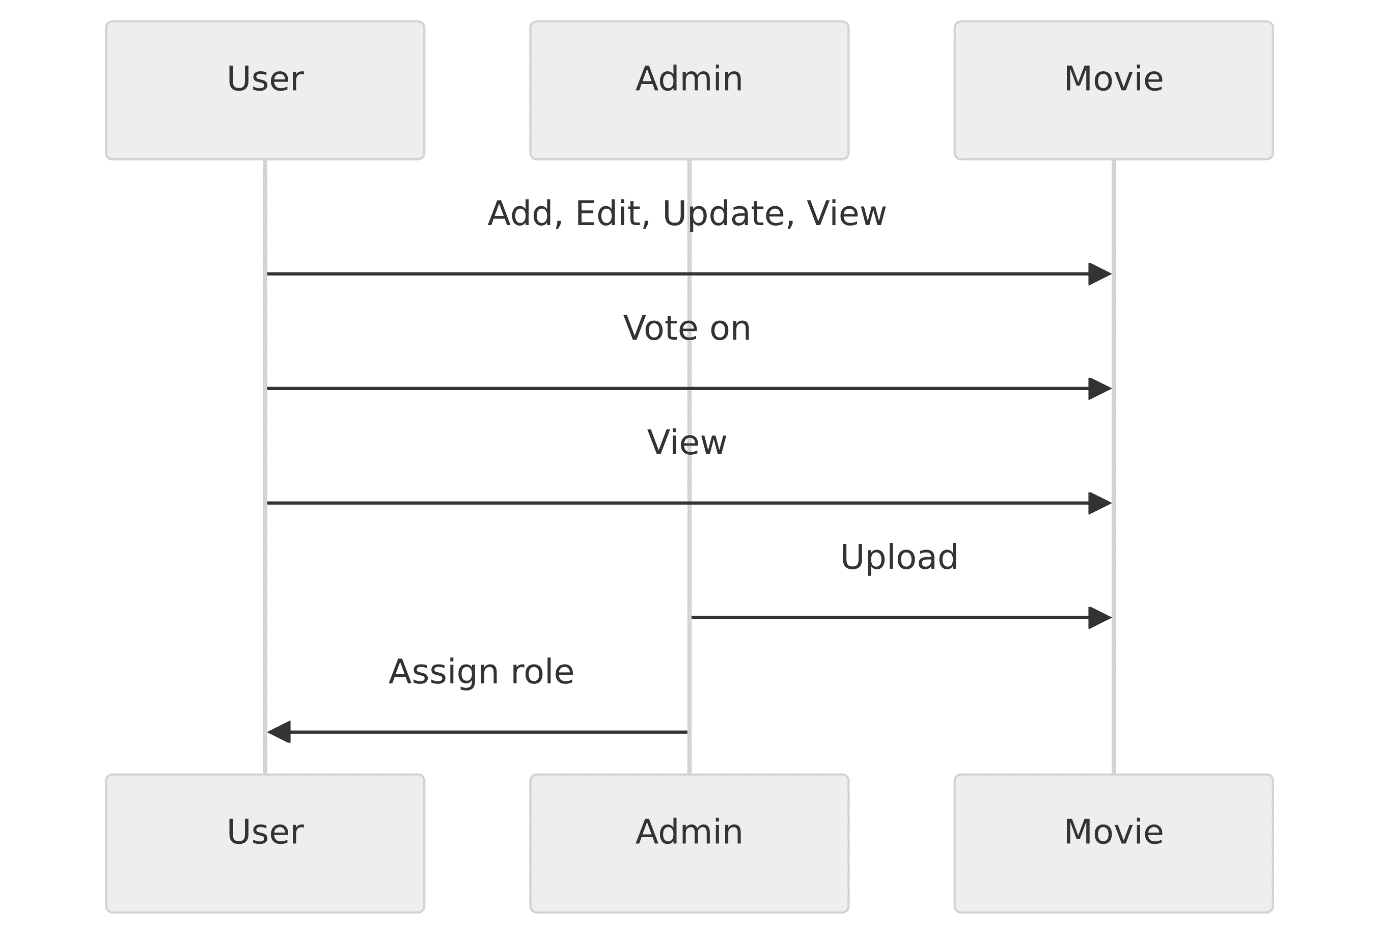 User
Admin
Movie
Add, Edit, Update, View
Vote on
View
Upload
Assign role
User
Admin
Movie